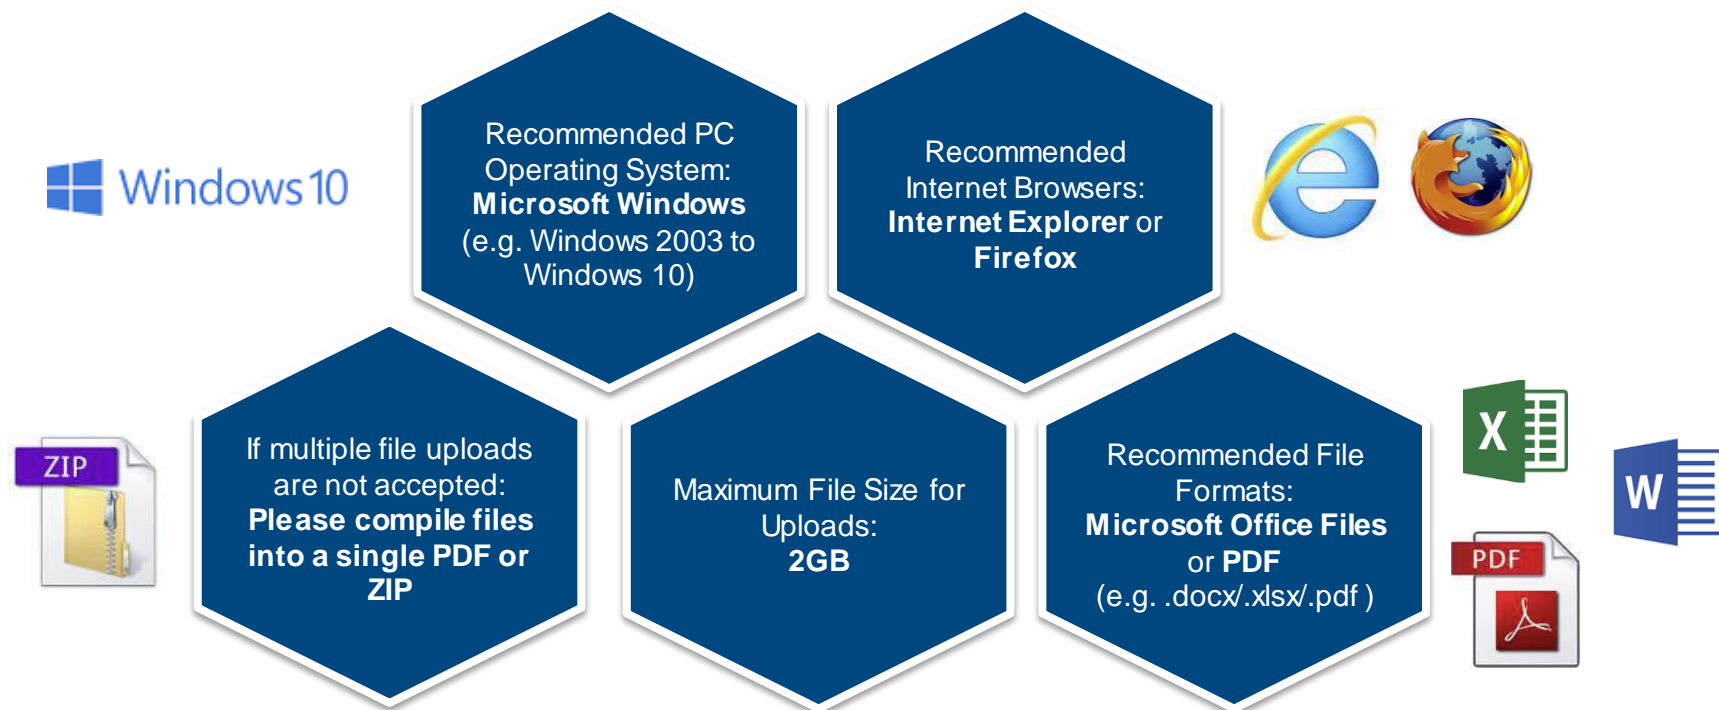 Windows 10
Recommended PC
Operating System:
Microsoft Windows
(e.g. Windows 2003 to
Windows 10)
Recommended
Internet Browsers:
Internet Explorer or
Firefox
ZIP
If multiple file uploads
are not accepted:
Please compile files
into a single PDF or
ZIP
Maximum File Size for
Uploads:
2GB
Recommended File
Formats:
Microsoft Office Files
or PDF
(e.g. .docx/.xlsx/.pdf )
X
W
PDF